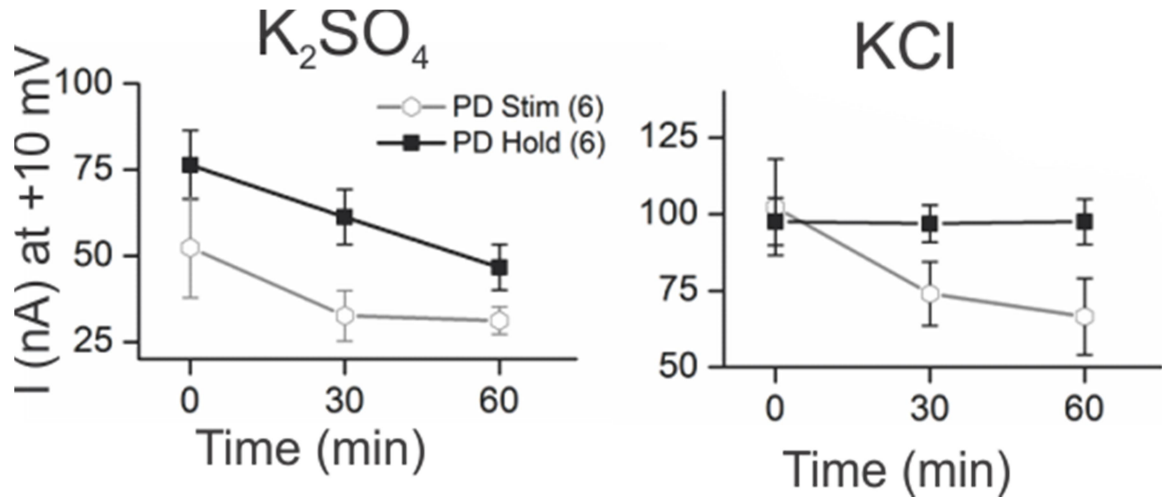 K₂SO₄
I (nA) at +10 mV
100
75
50
25
PD Stim (6)
PD Hold (6)
0 30 60
Time (min)
KCl
125
100
75
50
0 30 60
Time (min)